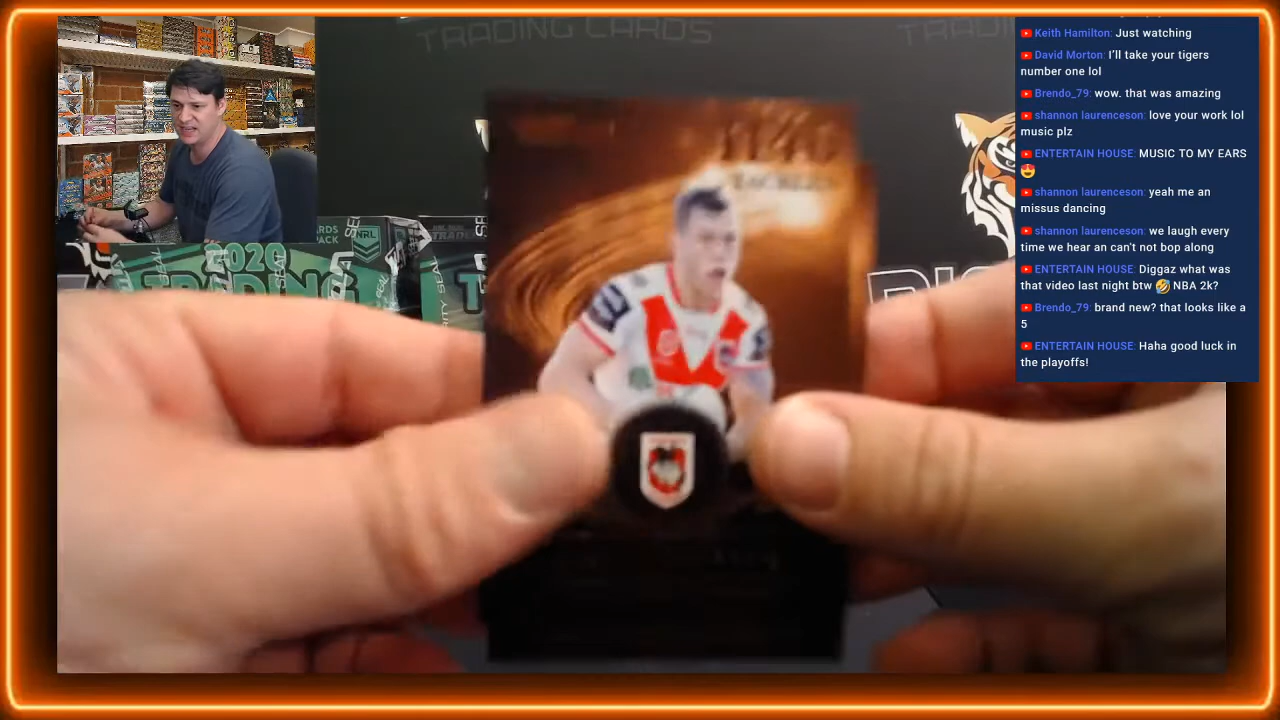 TRADING CARDS
Keith Hamilton: Just watching
David Morton: I'll take your tigers
number one lol
Brendo_79: wow. that was amazing
shannon laurenceson: love your work lol
music plz
ENTERTAIN HOUSE: MUSIC TO MY EARS
😍
shannon laurenceson: yeah me an
missus dancing
shannon laurenceson: we laugh every
time we hear an can't not bop along
ENTERTAIN HOUSE: Diggaz what was
that video last night btw 🤣 NBA 2k?
Brendo_79: brand new? that looks like a
5
ENTERTAIN HOUSE: Haha good luck in
the playoffs!
NRL
2020